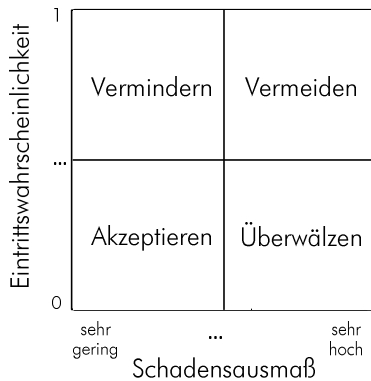 Eintrittswahrscheinlichkeit
1
...
0
Vermindern
Vermeiden
Akzeptieren
Überwälzen
sehr
gering
...
sehr
hoch
Schadensausmaß